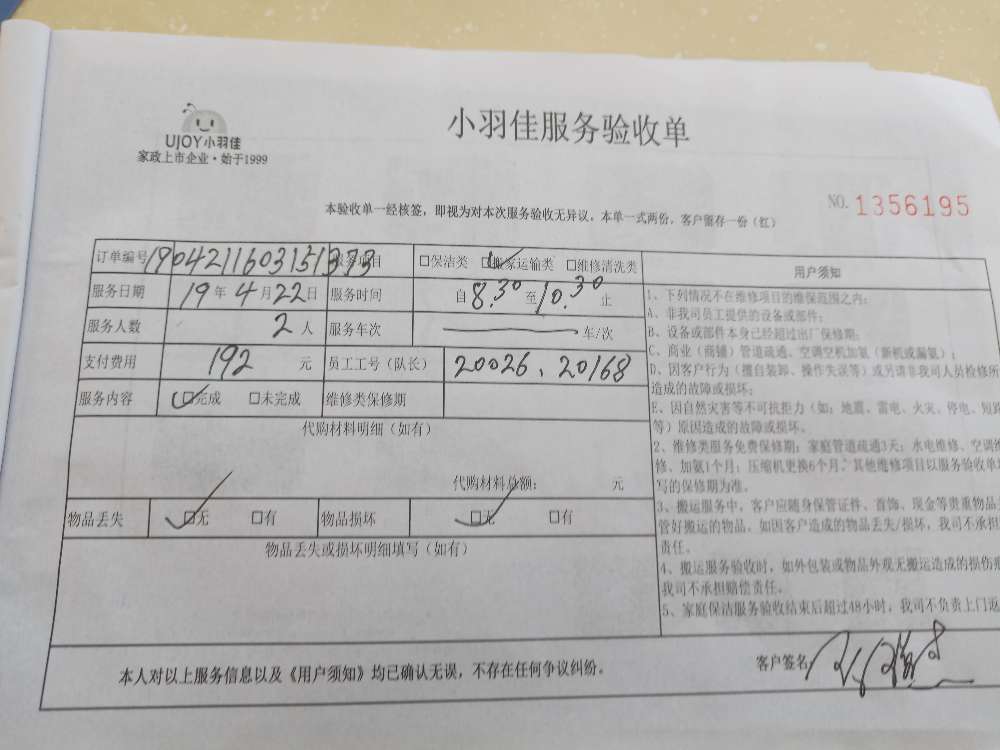 UJOY小羽佳
家政上市企业·始于1999
小羽佳服务验收单
本验收单一经核签，即视为对本次服务验收无异议。本单一式两份，客户留存一份（红）
NO. 1356195
订单编号 1904211603151373 服务项目 □保洁类 □搬家运输类 □维修清洗类
服务日期 19年4月22日 服务时间 自8.30至10.30止
服务人数 2人 服务车次 车/次
支付费用 192 元 员工工号（队长） 20026、20168
服务内容 □完成 □未完成 维修类保修期
代购材料明细（如有）
代购材料总额： 元
物品丢失 □无 □有 物品损坏 □无 □有
物品丢失或损坏明细填写（如有）
用户须知
1、下列情况不在维修项目的维保范围之内：
A、非我司员工提供的设备或部件；
B、设备或部件本身已经超过出厂保修期；
C、商业（商铺）管道疏通、空调空机加氨（新机或漏氨）；
D、因客户行为（擅自装卸、操作失误等）或另请非我司人员检修所
造成的故障或损坏；
E、因自然灾害等不可抗拒力（如：地震、雷电、火灾、停电、短路
等）原因造成的故障或损坏。
2、维修类服务免费保修期：家庭管道疏通3天；水电维修、空调维
修、加氨1个月；压缩机更换6个月。其他维修项目以服务验收单
写的保修期为准。
3、搬运服务中，客户应随身保管证件、首饰、现金等贵重物品
管好搬运的物品。如因客户造成的物品丢失/损坏，我司不承担
责任。
4、搬运服务验收时，如外包装或物品外观无搬运造成的损伤
我司不承担赔偿责任。
5、家庭保洁服务验收结束后超过48小时，我司不负责上门返
本人对以上服务信息以及《用户须知》均已确认无误，不存在任何争议纠纷。
客户签名